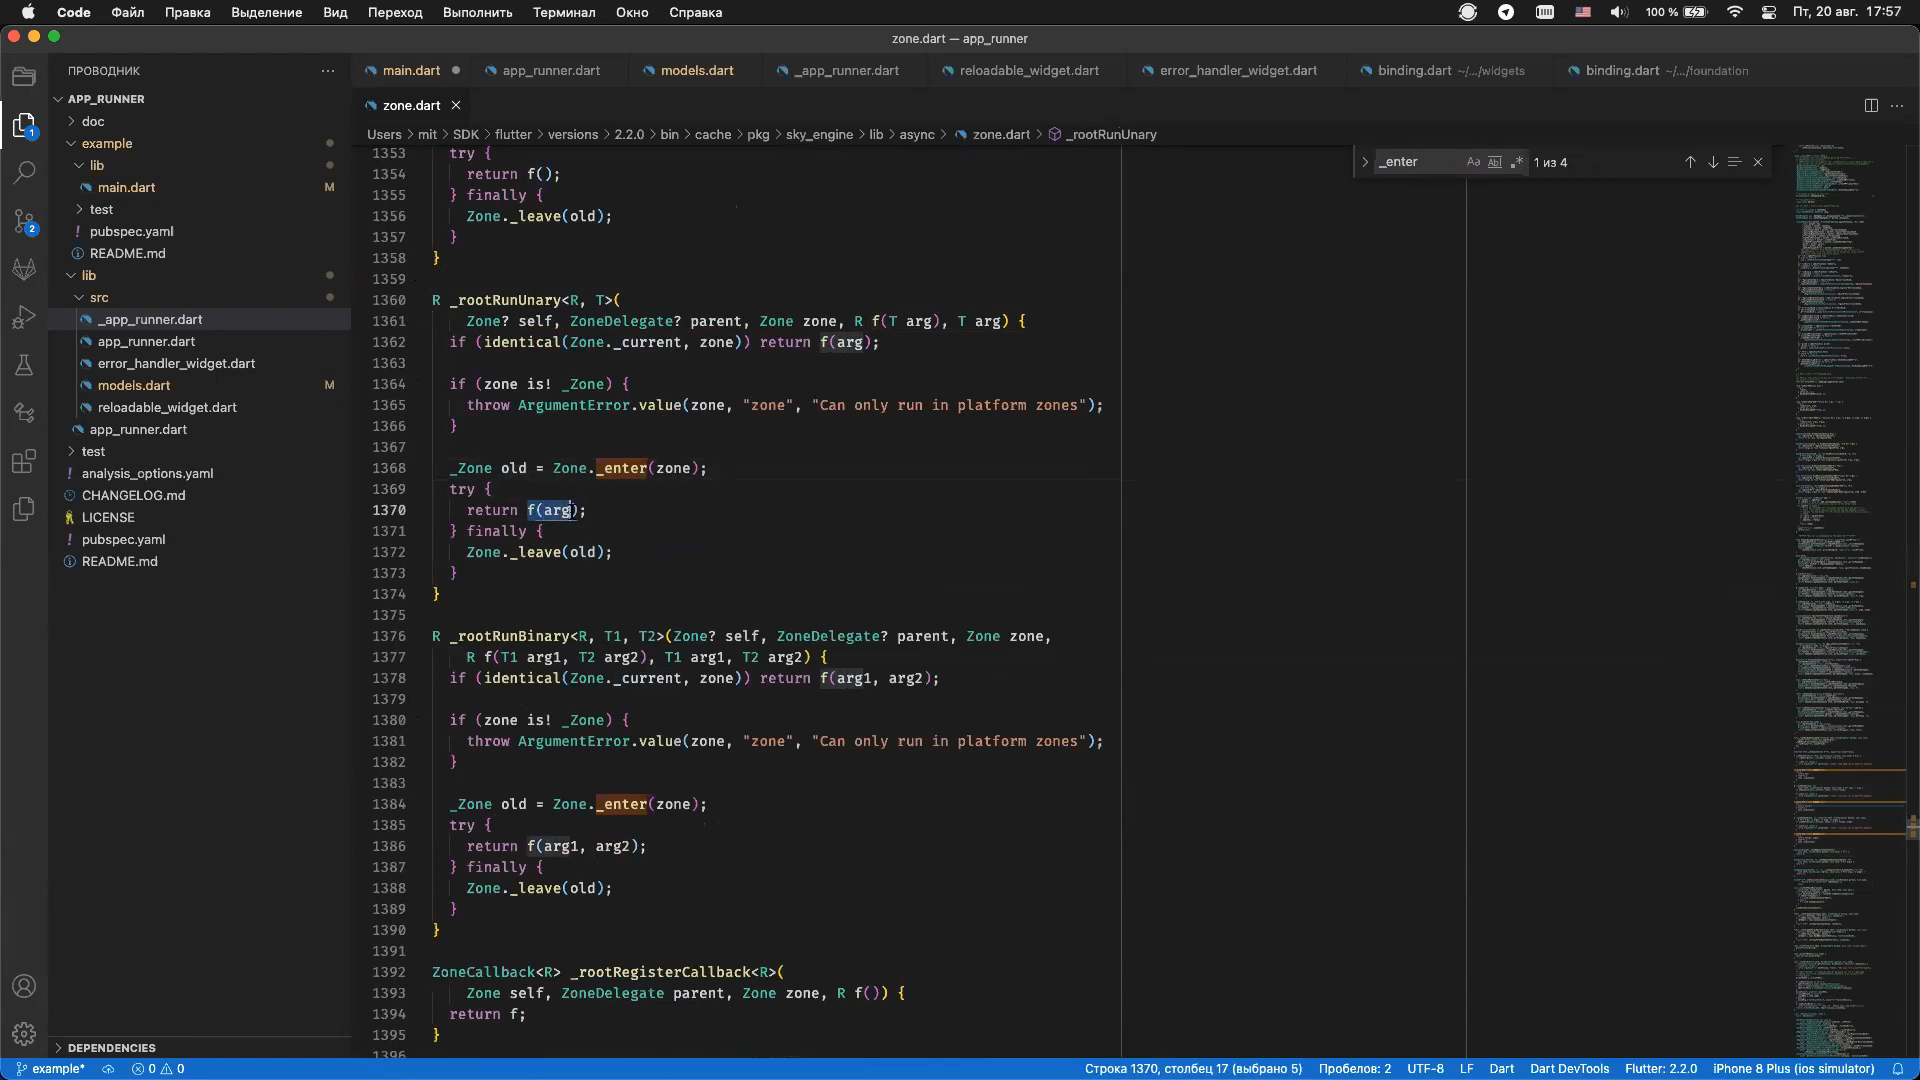 Code Файл Правка Выделение Вид Переход Выполнить Терминал Окно Справка 100 % Пт, 20 авг. 17:57
zone.dart — app_runner
ПРОВОДНИК
main.dart app_runner.dart models.dart _app_runner.dart reloadable_widget.dart error_handler_widget.dart binding.dart ~/.../widgets binding.dart ~/.../foundation
APP_RUNNER
zone.dart
doc
Users > mit > SDK > flutter > versions > 2.2.0 > bin > cache > pkg > sky_engine > lib > async > zone.dart > _rootRunUnary
example
lib
main.dart M
test
pubspec.yaml
README.md
lib
src
_app_runner.dart
app_runner.dart
error_handler_widget.dart
models.dart M
reloadable_widget.dart
app_runner.dart
test
analysis_options.yaml
CHANGELOG.md
LICENSE
pubspec.yaml
README.md
DEPENDENCIES
1
2
_enter Aa Ab 1 из 4
1353 try {
1354 return f();
1355 } finally {
1356 Zone._leave(old);
1357 }
1358 }
1359
1360 R _rootRunUnary<R, T>(
1361 Zone? self, ZoneDelegate? parent, Zone zone, R f(T arg), T arg) {
1362 if (identical(Zone._current, zone)) return f(arg);
1363
1364 if (zone is! _Zone) {
1365 throw ArgumentError.value(zone, "zone", "Can only run in platform zones");
1366 }
1367
1368 _Zone old = Zone._enter(zone);
1369 try {
1370 return f(arg);
1371 } finally {
1372 Zone._leave(old);
1373 }
1374 }
1375
1376 R _rootRunBinary<R, T1, T2>(Zone? self, ZoneDelegate? parent, Zone zone,
1377 R f(T1 arg1, T2 arg2), T1 arg1, T2 arg2) {
1378 if (identical(Zone._current, zone)) return f(arg1, arg2);
1379
1380 if (zone is! _Zone) {
1381 throw ArgumentError.value(zone, "zone", "Can only run in platform zones");
1382 }
1383
1384 _Zone old = Zone._enter(zone);
1385 try {
1386 return f(arg1, arg2);
1387 } finally {
1388 Zone._leave(old);
1389 }
1390 }
1391
1392 ZoneCallback<R> _rootRegisterCallback<R>(
1393 Zone self, ZoneDelegate parent, Zone zone, R f()) {
1394 return f;
1395 }
1396
example* 0 0 Строка 1370, столбец 17 (выбрано 5) Пробелов: 2 UTF-8 LF Dart Dart DevTools Flutter: 2.2.0 iPhone 8 Plus (ios simulator)